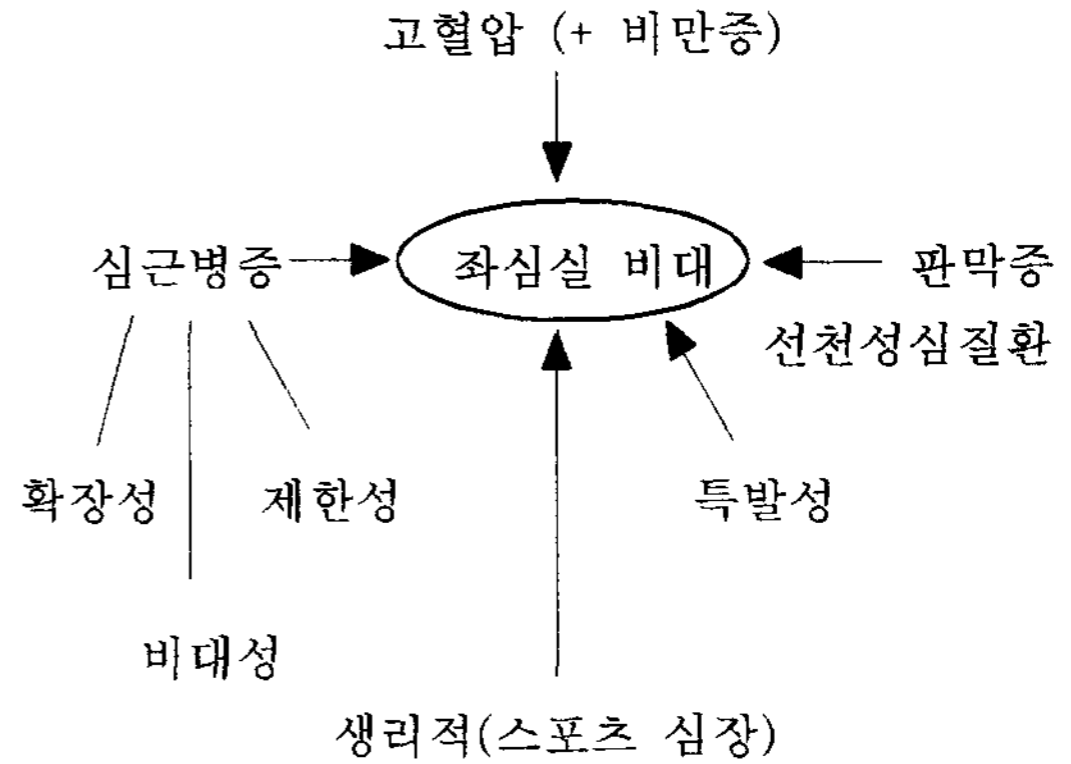 고혈압 (+ 비만증)
심근병증
좌심실 비대
판막증
선천성심질환
확장성
제한성
특발성
비대성
생리적(스포츠 심장)